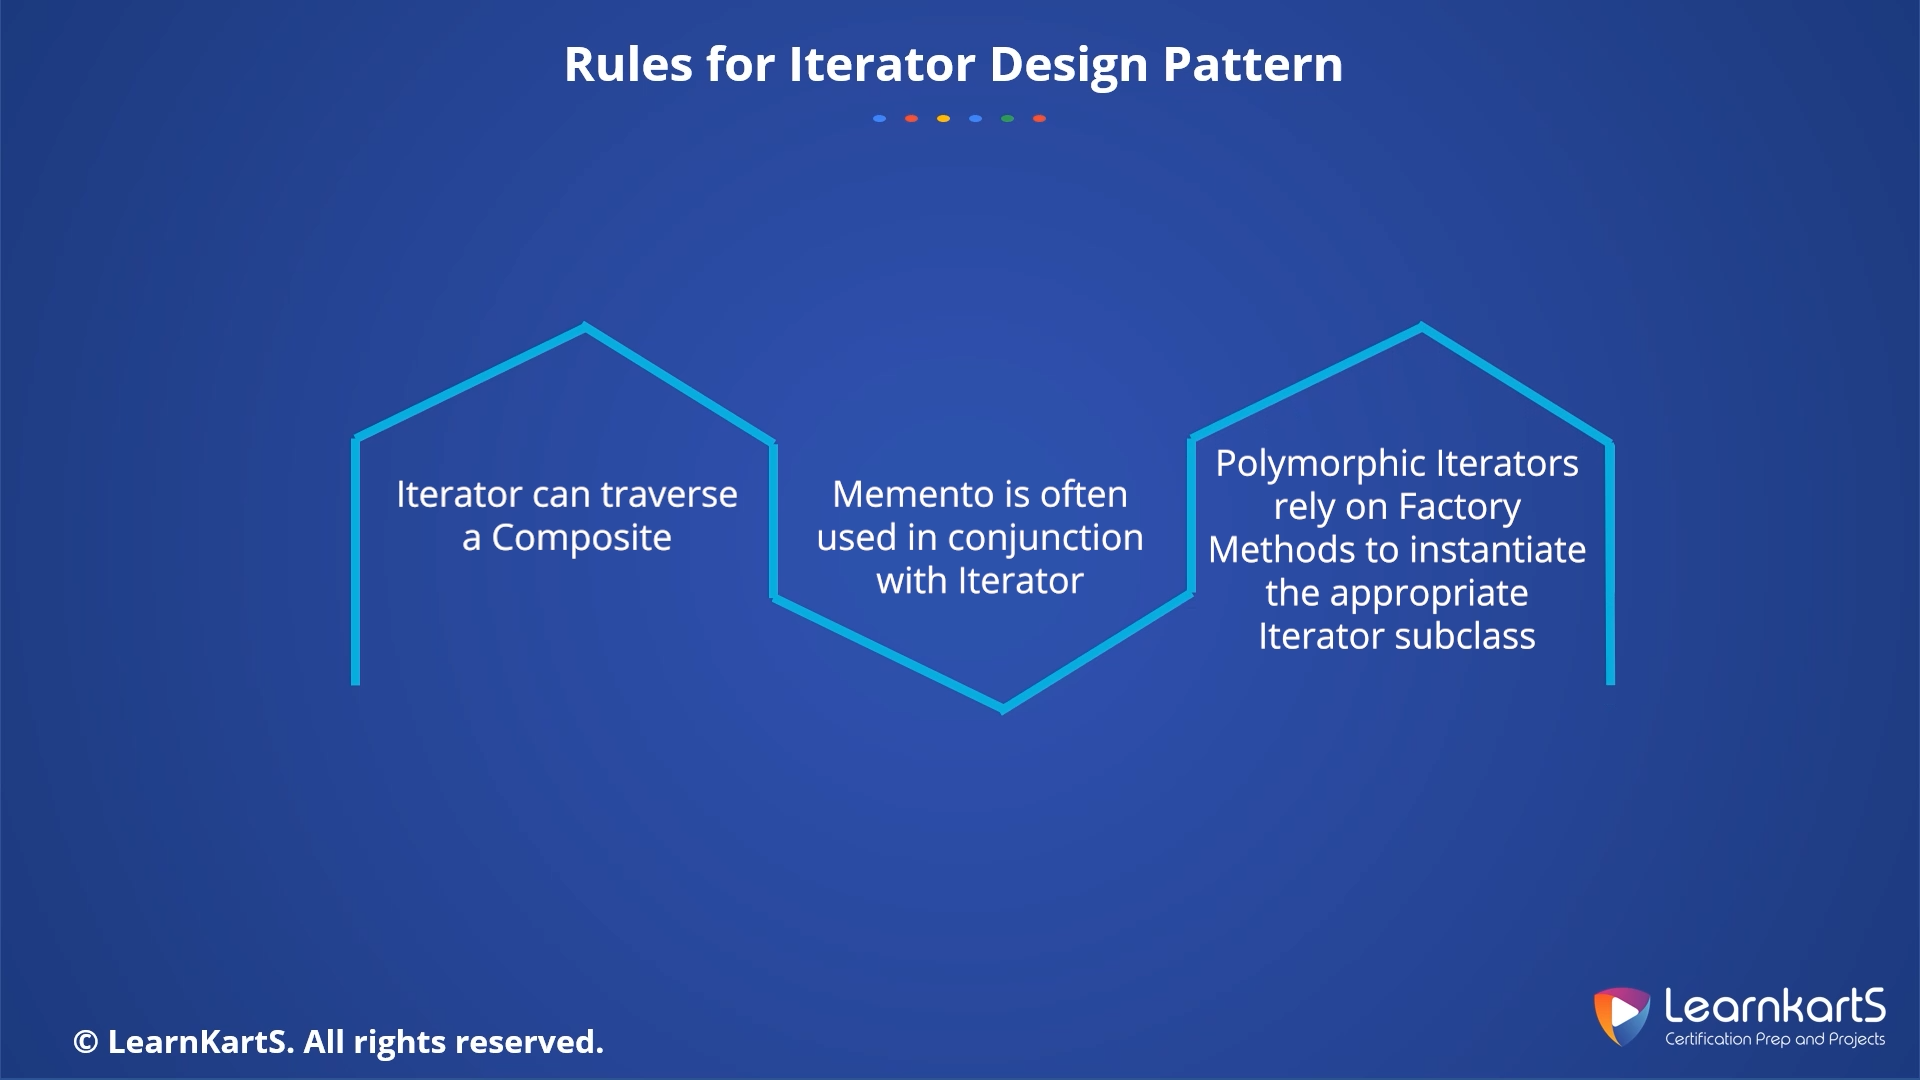 Rules for Iterator Design Pattern
Iterator can traverse
a Composite
Memento is often
used in conjunction
with Iterator
Polymorphic Iterators
rely on Factory
Methods to instantiate
the appropriate
Iterator subclass
© LearnKartS. All rights reserved.
LearnkartS
Certification Prep and Projects